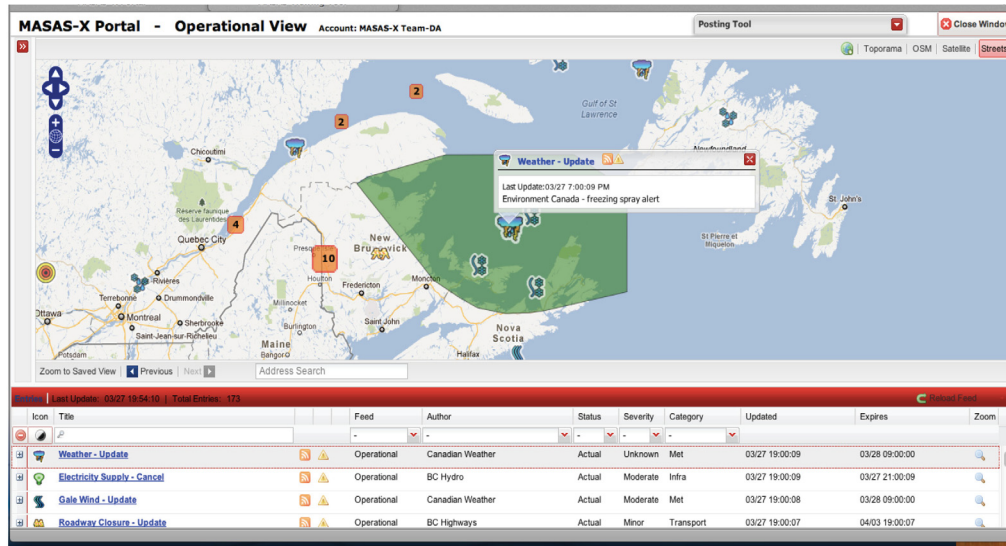 MASAS-X Portal - Operational View Account: MASAS-X Team-DA
Posting Tool
Close Window
Toporama | OSM | Satellite | Streets
2
2
Gulf of St
Lawrence
Chicoutimi
Newfoundland
Weather - Update
Last Update:03/27 7:00:09 PM
Environment Canada - freezing spray alert
Réserve faunique
des Laurentides
4
St. John's
Quebec City
New
Brunswick
St Pierre et
Miquelon
Presque
10
Houlton
Rivières
Fredericton
Moncton
Terrebonne
Drummondville
Millinocket
Ottawa
Montreal
Sherbrooke
Saint John
Burlington
Saint-Jean-sur-Richelieu
Nova
Scotia
Maine
Potsdam
Bangor
Halifax
Zoom to Saved View | Previous | Next
Address Search
Entries | Last Update: 03/27 19:54:10 | Total Entries: 173
Reload Feed
Icon Title Feed Author Status Severity Category Updated Expires Zoom
- - - - -
Weather - Update Operational Canadian Weather Actual Unknown Met 03/27 19:00:09 03/28 09:00:00
Electricity Supply - Cancel Operational BC Hydro Actual Moderate Infra 03/27 19:00:09 03/27 21:00:09
Gale Wind - Update Operational Canadian Weather Actual Moderate Met 03/27 19:00:08 03/28 09:00:00
Roadway Closure - Update Operational BC Highways Actual Minor Transport 03/27 19:00:07 04/03 19:00:07